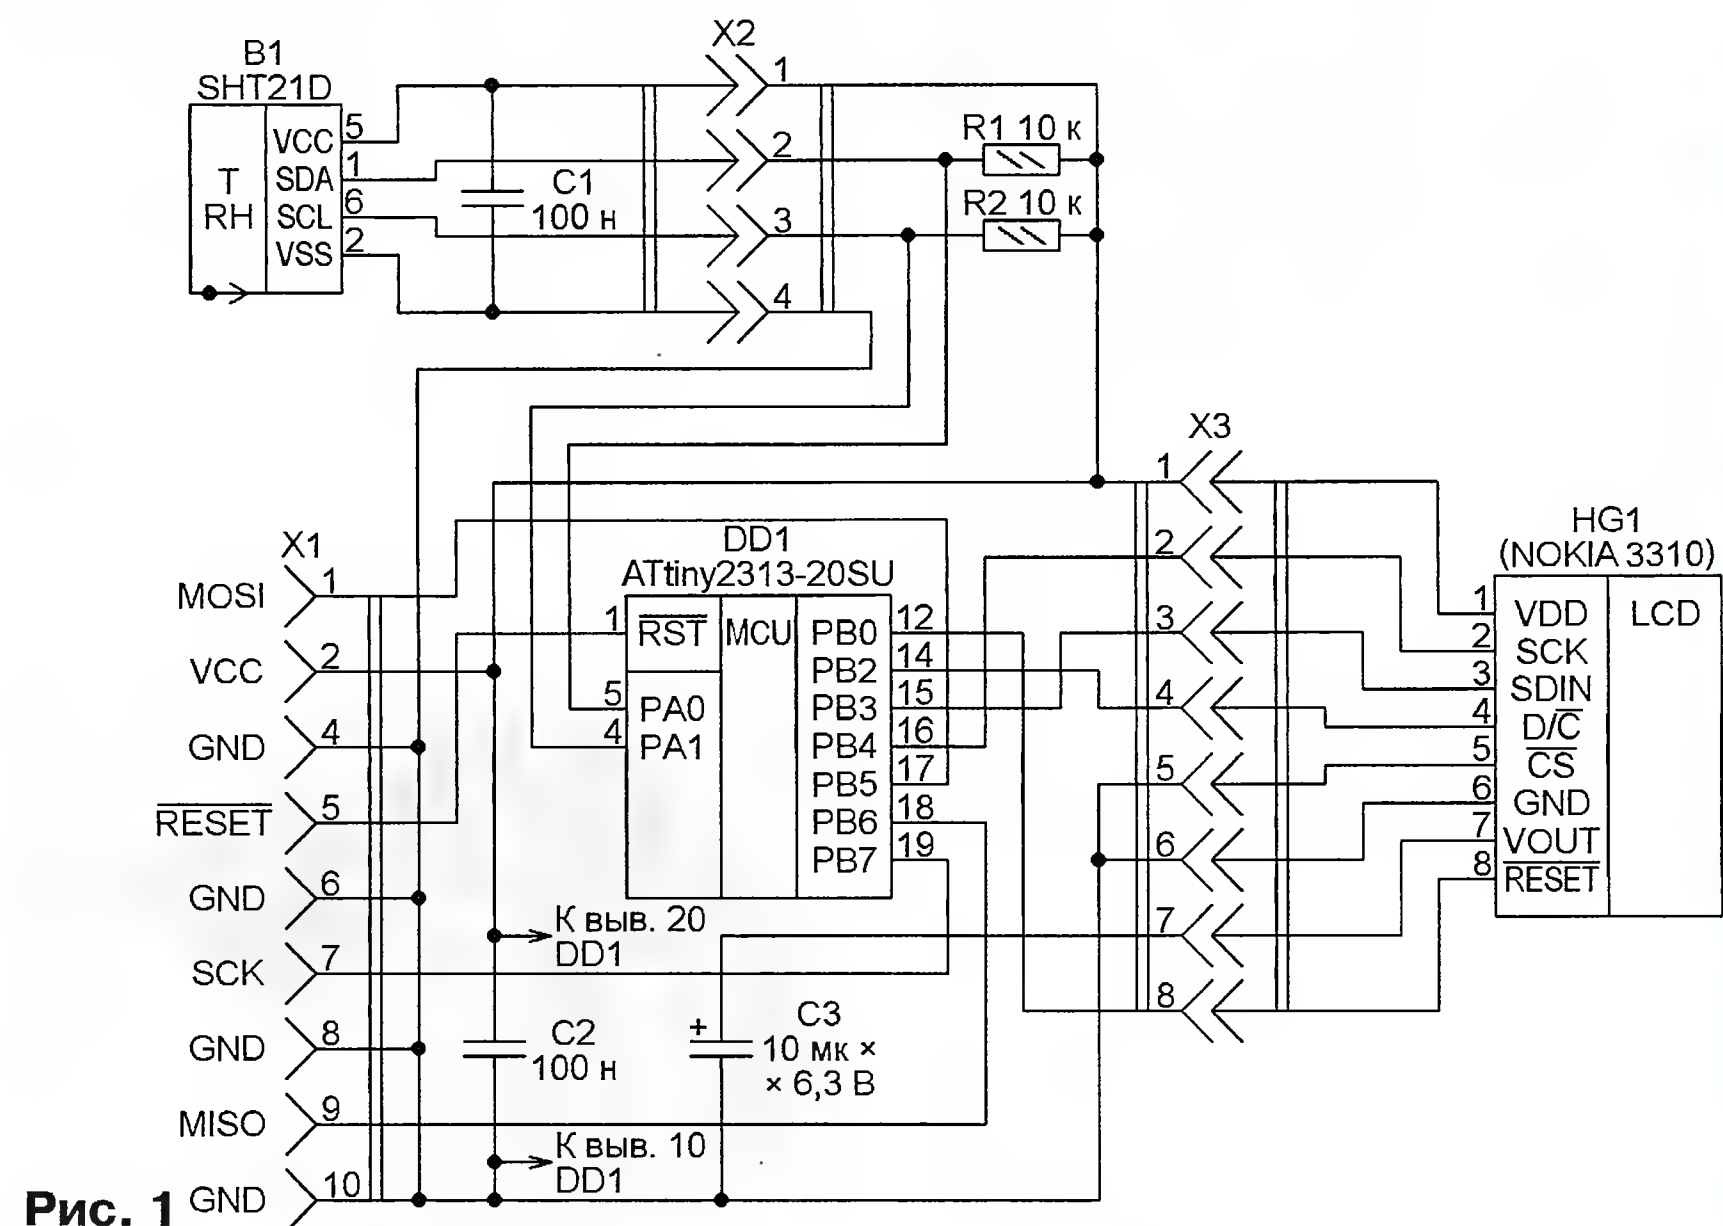 X2
B1
SHT21D
T
RH
VCC
SDA
SCL
VSS
5
1
6
2
C1
100 н
1
2
3
4
R1 10 к
R2 10 к
X1
MOSI 1
VCC 2
GND 4
RESET 5
GND 6
SCK 7
GND 8
MISO 9
GND 10
DD1
ATtiny2313-20SU
1
RST
5
PA0
4
PA1
MCU
PB0 12
PB2 14
PB3 15
PB4 16
PB5 17
PB6 18
PB7 19
К выв. 20
DD1
C2
100 н
К выв. 10
DD1
+
C3
10 мк ×
× 6,3 В
X3
1
2
3
4
5
6
7
8
HG1
(NOKIA 3310)
1 VDD
2 SCK
3 SDIN
4 D/C
5 CS
6 GND
7 VOUT
8 RESET
LCD
Рис. 1